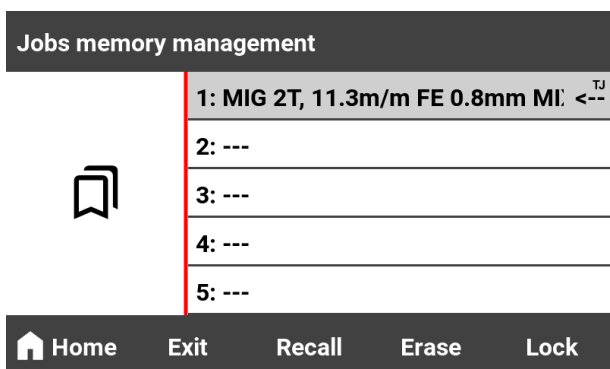 Jobs memory management
1: MIG 2T, 11.3m/m FE 0.8mm <-- TJ
2: ---
3: ---
4: ---
5: ---
Home Exit Recall Erase Lock